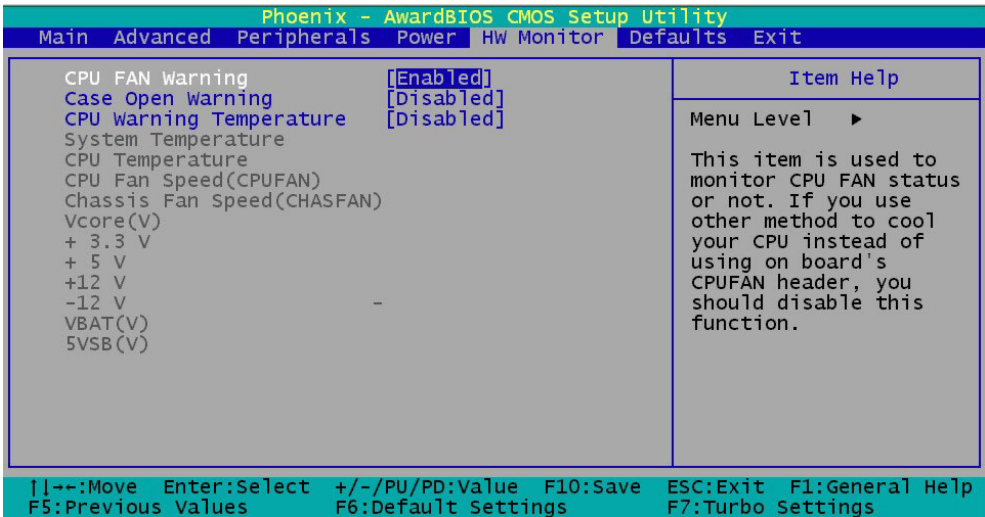 Phoenix - AwardBIOS CMOS Setup Utility
Main Advanced Peripherals Power HW Monitor Defaults Exit
CPU FAN Warning [Enabled]
Case Open Warning [Disabled]
CPU Warning Temperature [Disabled]
System Temperature
CPU Temperature
CPU Fan Speed(CPUFAN)
Chassis Fan Speed(CHASFAN)
Vcore(V)
+ 3.3 V
+ 5 V
+12 V
-12 V -
VBAT(V)
5VSB(V)
Item Help
Menu Level ▶
This item is used to
monitor CPU FAN status
or not. If you use
other method to cool
your CPU instead of
using on board's
CPUFAN header, you
should disable this
function.
↑↓→←:Move Enter:Select +/-/PU/PD:Value F10:Save ESC:Exit F1:General Help
F5:Previous Values F6:Default Settings F7:Turbo Settings